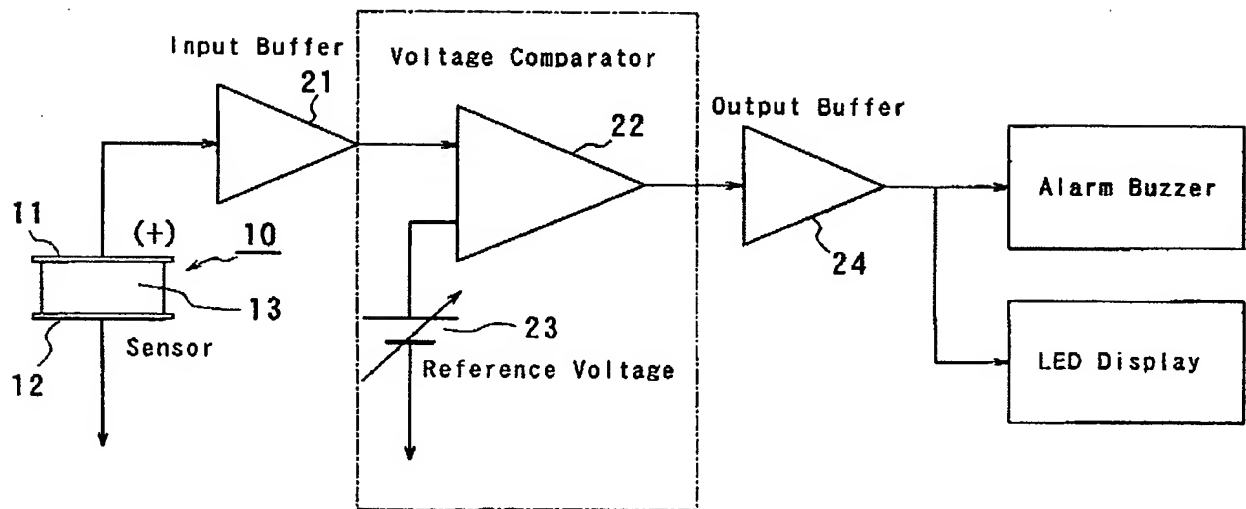 Input Buffer
21
Voltage Comparator
22
Output Buffer
24
Alarm Buzzer
LED Display
11
(+)
10
13
12
Sensor
23
Reference Voltage